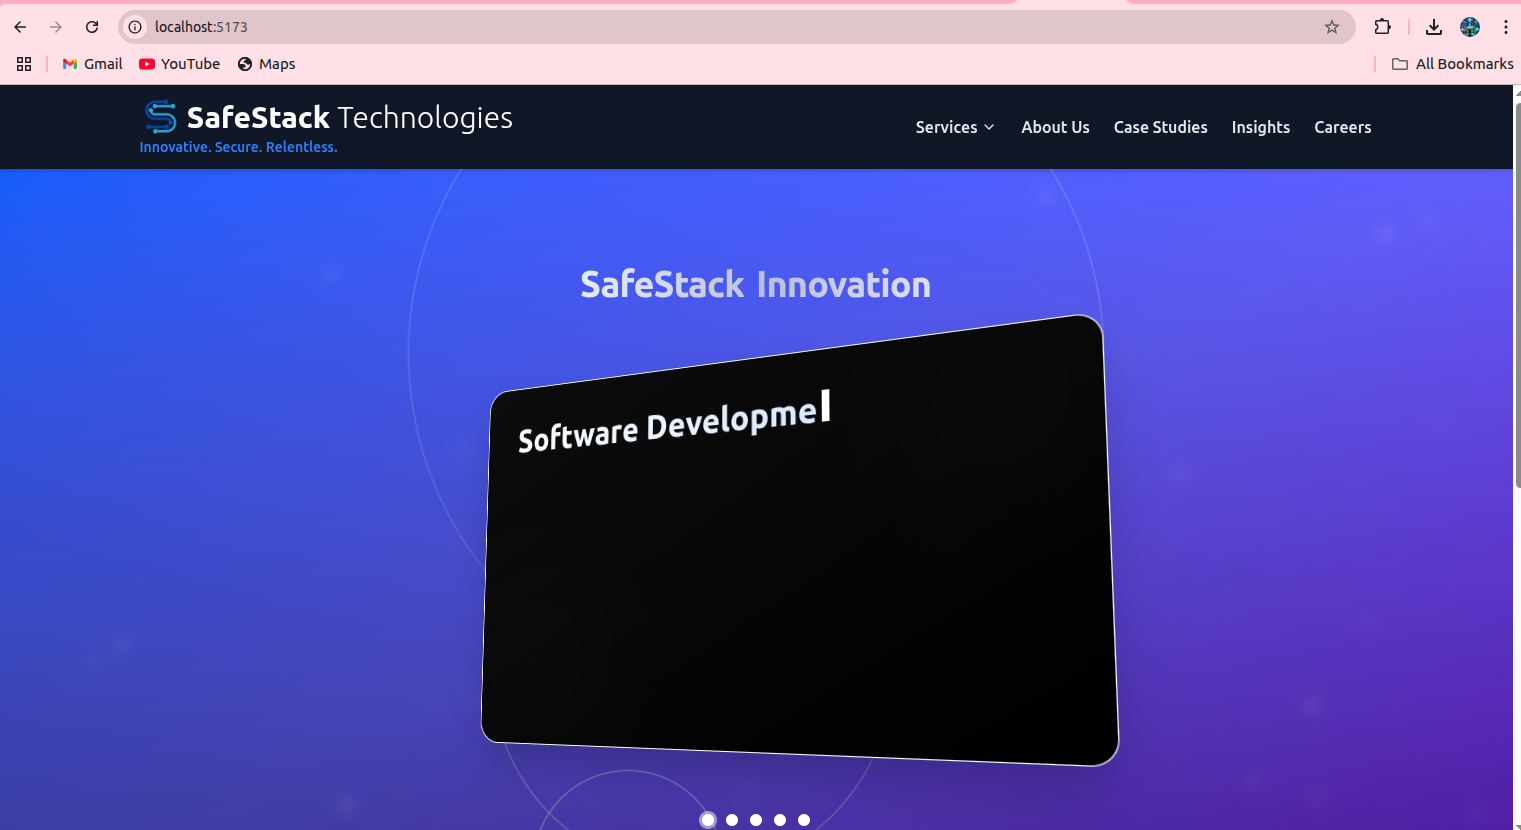 localhost:5173
Gmail YouTube Maps All Bookmarks
SafeStack Technologies
Innovative. Secure. Relentless.
Services About Us Case Studies Insights Careers
SafeStack Innovation
Software Developme